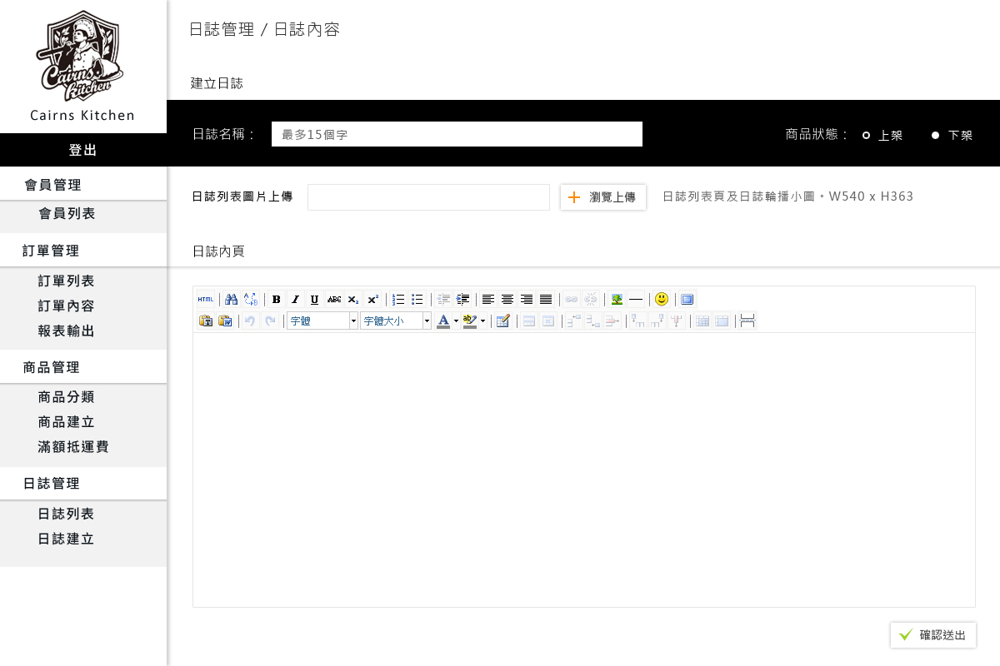 Cairns
Kitchen
Cairns Kitchen
登出
會員管理
會員列表
訂單管理
訂單列表
訂單內容
報表輸出
商品管理
商品分類
商品建立
滿額抵運費
日誌管理
日誌列表
日誌建立
日誌管理 / 日誌內容
建立日誌
日誌名稱： 最多15個字 商品狀態： 上架 下架
日誌列表圖片上傳 瀏覽上傳 日誌列表頁及日誌輪播小圖。W540 x H363
日誌內頁
HTML A B B I U ABC x₂ x² 1 2 3
T W 字體 字體大小 A ab
確認送出